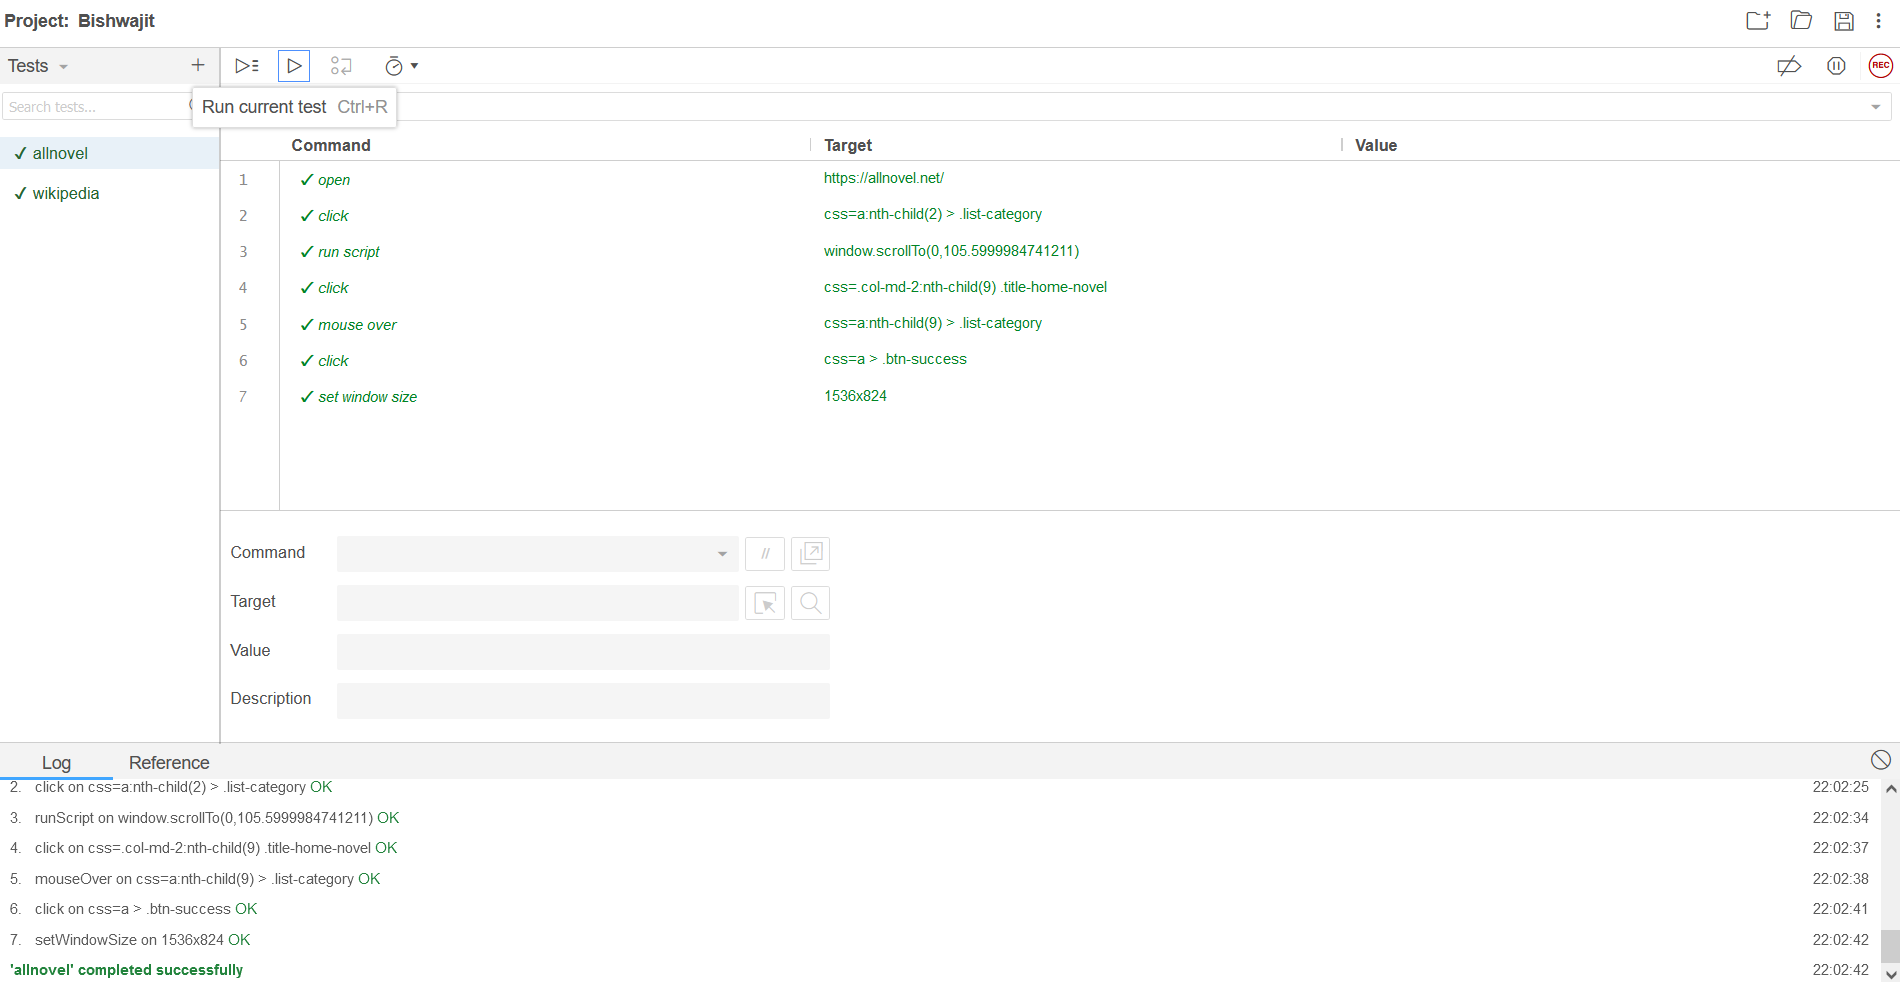 Project: Bishwajit
Tests
Search tests...
REC
Run current test Ctrl+R
Command Target Value
allnovel
wikipedia
1 ✓ open https://allnovel.net/
2 ✓ click css=a:nth-child(2) > .list-category
3 ✓ run script window.scrollTo(0,105.5999984741211)
4 ✓ click css=.col-md-2:nth-child(9) .title-home-novel
5 ✓ mouse over css=a:nth-child(9) > .list-category
6 ✓ click css=a > .btn-success
7 ✓ set window size 1536x824
Command //
Target
Value
Description
Log Reference
2. click on css=a:nth-child(2) > .list-category OK 22:02:25
3. runScript on window.scrollTo(0,105.5999984741211) OK 22:02:34
4. click on css=.col-md-2:nth-child(9) .title-home-novel OK 22:02:37
5. mouseOver on css=a:nth-child(9) > .list-category OK 22:02:38
6. click on css=a > .btn-success OK 22:02:41
7. setWindowSize on 1536x824 OK 22:02:42
'allnovel' completed successfully 22:02:42